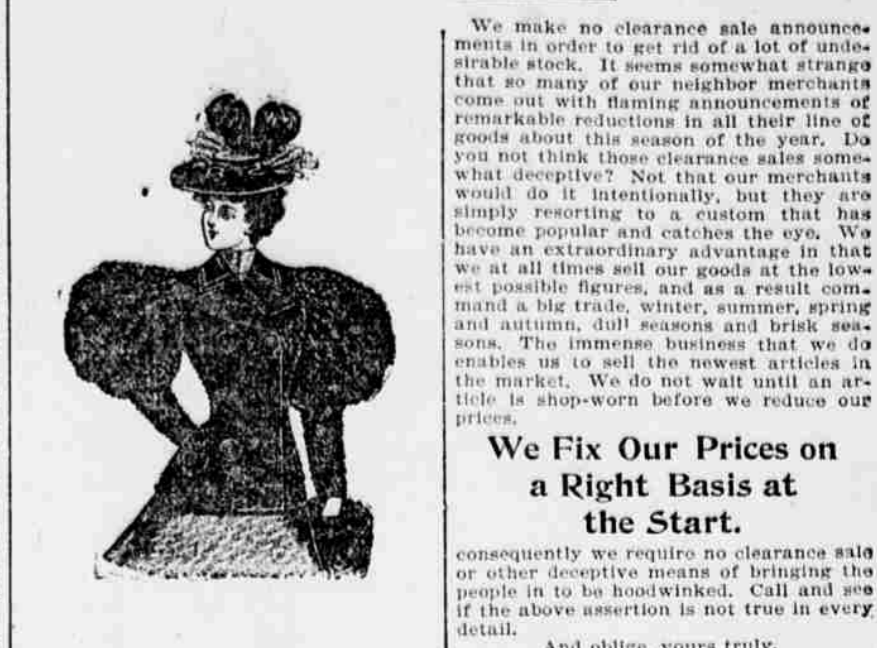 We make no clearance sale announce-
ments in order to get rid of a lot of unde-
sirable stock. It seems somewhat strange
that so many of our neighbor merchants
come out with flaming announcements of
remarkable reductions in all their line of
goods about this season of the year. Do
you not think those clearance sales some-
what deceptive? Not that our merchants
would do it intentionally, but they are
simply resorting to a custom that has
become popular and catches the eye. We
have an extraordinary advantage in that
we at all times sell our goods at the low-
est possible figures, and as a result com-
mand a big trade, winter, summer, spring
and autumn, dull seasons and brisk sea-
sons. The immense business that we do
enables us to sell the newest articles in
the market. We do not wait until an ar-
ticle is shop-worn before we reduce our
prices.
We Fix Our Prices on
a Right Basis at
the Start.
consequently we require no clearance sale
or other deceptive means of bringing the
people in to be hoodwinked. Call and see
if the above assertion is not true in every
detail.
And oblige, yours truly,